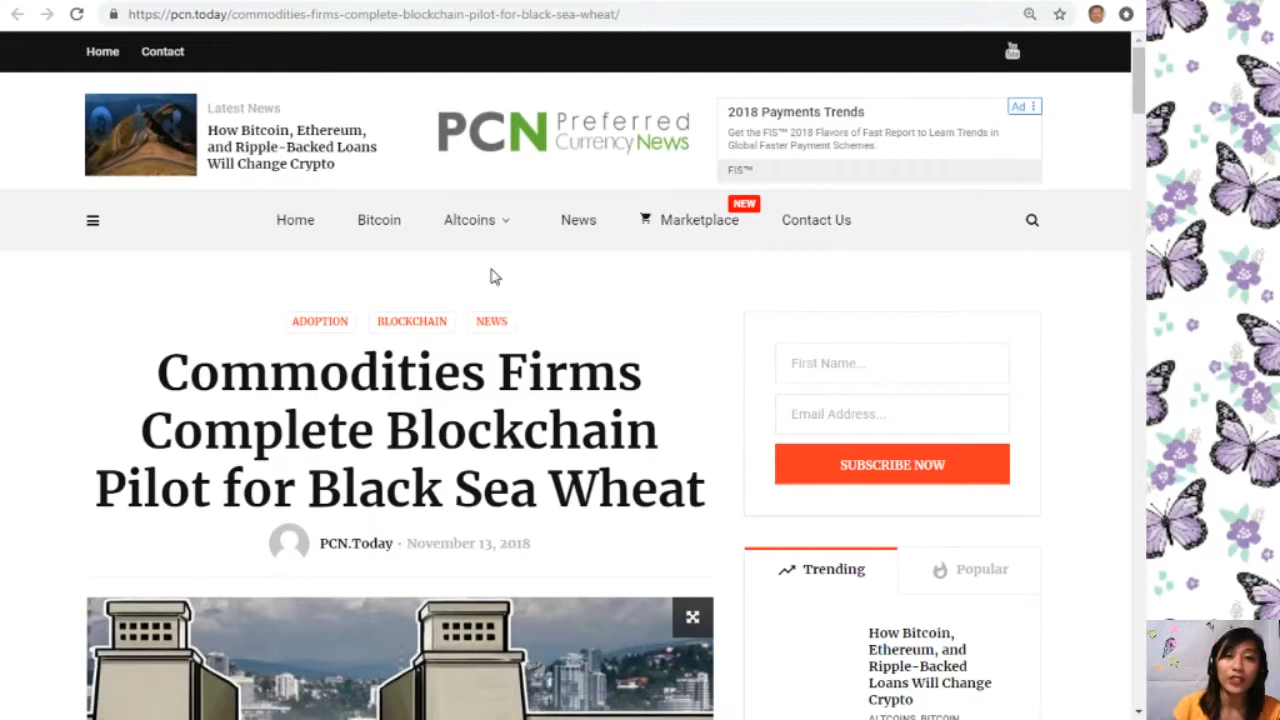 https://pcn.today/commodities-firms-complete-blockchain-pilot-for-black-sea-wheat/
Home Contact
You Tube
Latest News
How Bitcoin, Ethereum,
and Ripple-Backed Loans
Will Change Crypto
PCN Preferred
Currency News
2018 Payments Trends
Ad
Get the FIS™ 2018 Flavors of Fast Report to Learn Trends in
Global Faster Payment Schemes.
FIS™
Home Bitcoin Altcoins News Marketplace NEW Contact Us
ADOPTION BLOCKCHAIN NEWS
Commodities Firms
Complete Blockchain
Pilot for Black Sea Wheat
PCN.Today • November 13, 2018
First Name...
Email Address...
SUBSCRIBE NOW
Trending Popular
How Bitcoin,
Ethereum, and
Ripple-Backed
Loans Will Change
Crypto
ALTCOINS, BITCOIN